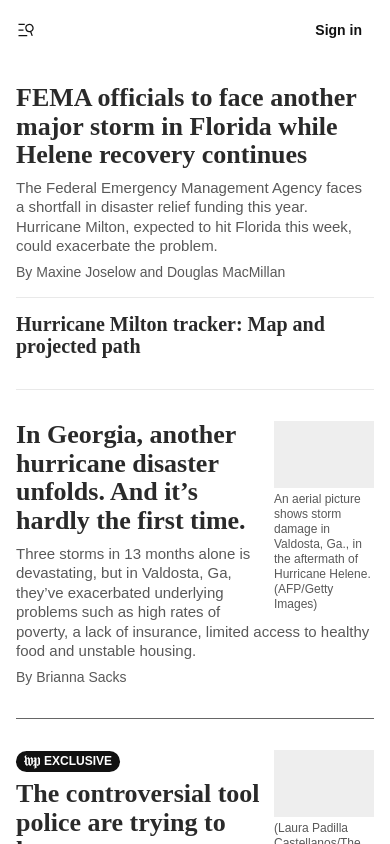 Sign in
FEMA officials to face another
major storm in Florida while
Helene recovery continues
The Federal Emergency Management Agency faces
a shortfall in disaster relief funding this year.
Hurricane Milton, expected to hit Florida this week,
could exacerbate the problem.
By Maxine Joselow and Douglas MacMillan
Hurricane Milton tracker: Map and
projected path
In Georgia, another
hurricane disaster
unfolds. And it’s
hardly the first time.
Three storms in 13 months alone is
devastating, but in Valdosta, Ga,
they’ve exacerbated underlying
problems such as high rates of
poverty, a lack of insurance, limited access to healthy
food and unstable housing.
By Brianna Sacks
An aerial picture
shows storm
damage in
Valdosta, Ga., in
the aftermath of
Hurricane Helene.
(AFP/Getty
Images)
wp EXCLUSIVE
The controversial tool
police are trying to
(Laura Padilla
Castellanos/The